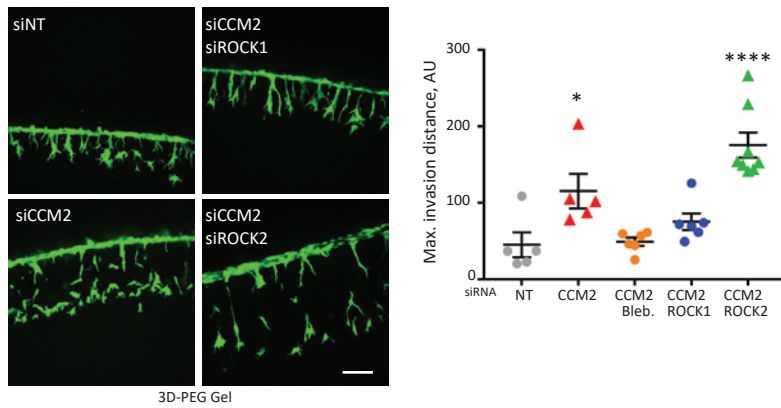 siNT
siCCM2
siROCK1
siCCM2
siCCM2
siROCK2
3D-PEG Gel
Max. invasion distance, AU
300
200
100
0
*
****
siRNA
NT
CCM2
CCM2
Bleb.
CCM2
ROCK1
CCM2
ROCK2